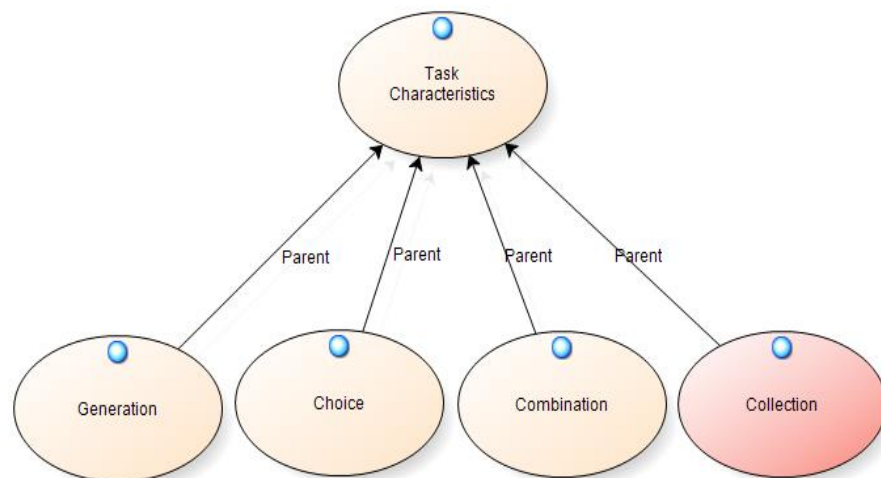 Task
Characteristics
Parent
Parent
Parent
Parent
Generation
Choice
Combination
Collection